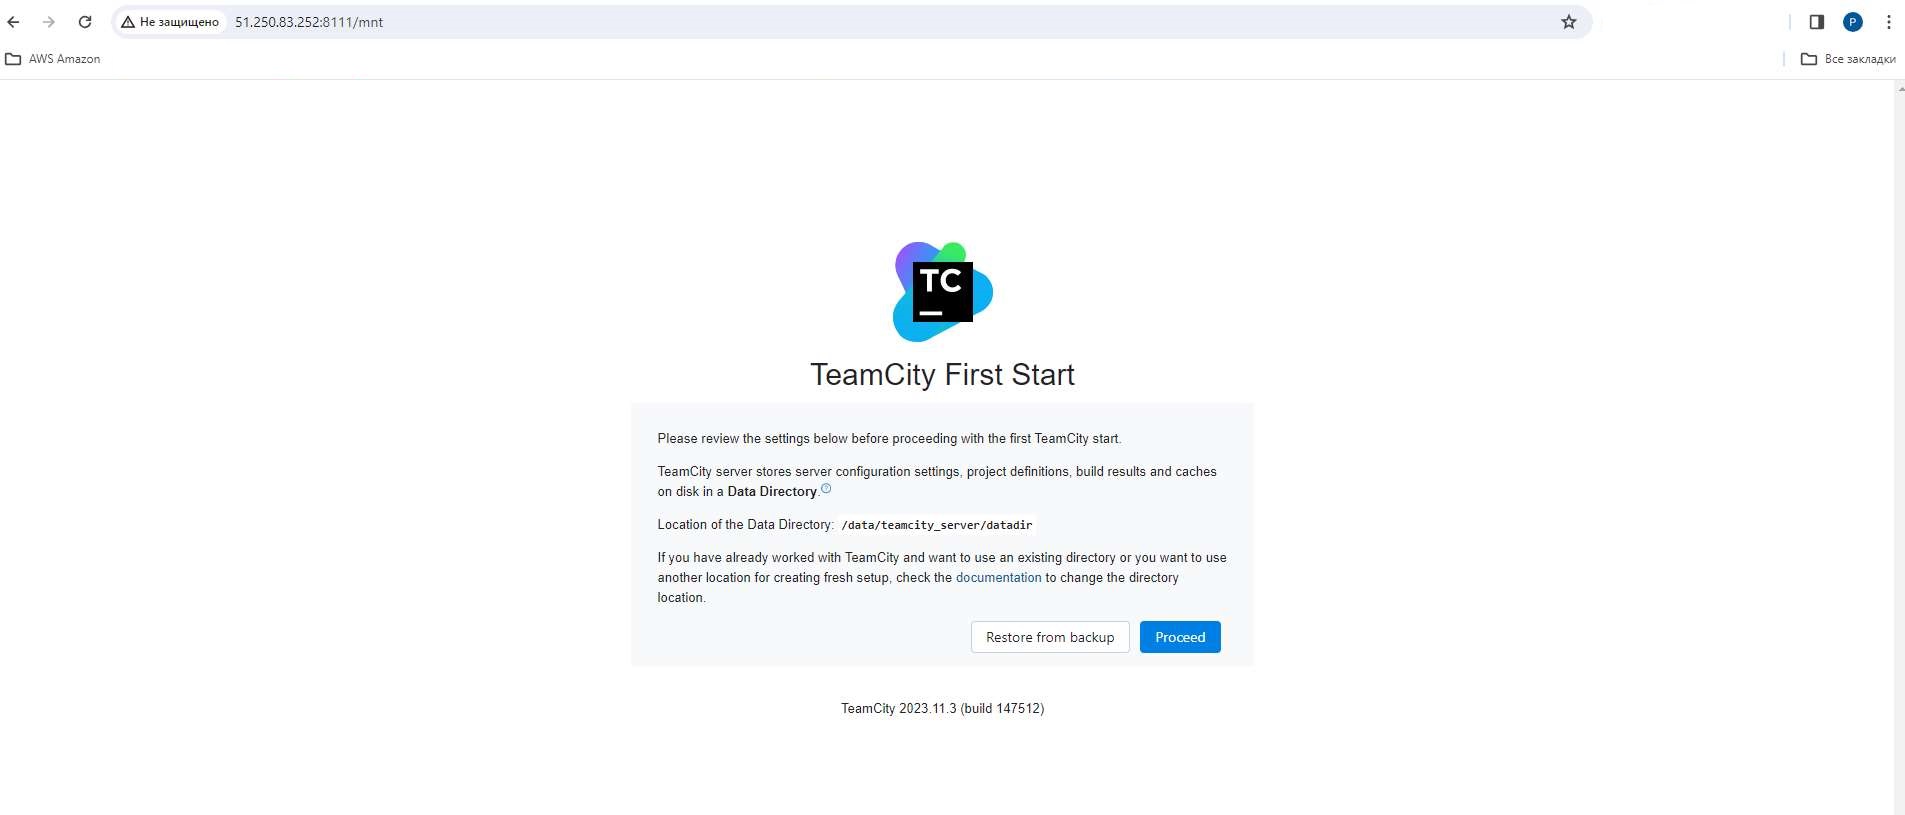 Не защищено 51.250.83.252:8111/mnt
P
AWS Amazon
Все закладки
TC
TeamCity First Start
Please review the settings below before proceeding with the first TeamCity start.
TeamCity server stores server configuration settings, project definitions, build results and caches
on disk in a Data Directory.
Location of the Data Directory: /data/teamcity_server/datadir
If you have already worked with TeamCity and want to use an existing directory or you want to use
another location for creating fresh setup, check the documentation to change the directory
location.
Restore from backup Proceed
TeamCity 2023.11.3 (build 147512)